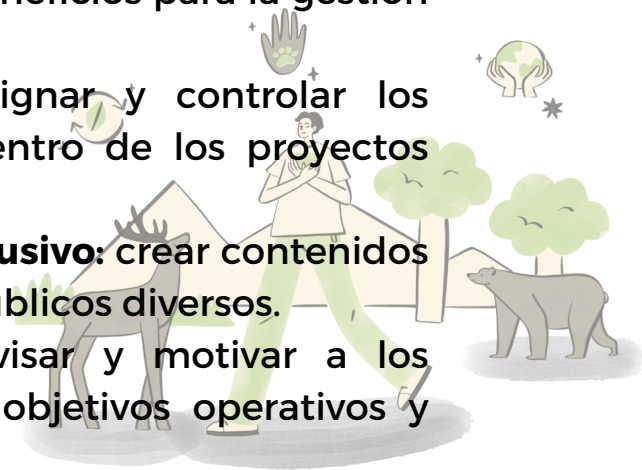 para la gestión
ignar y controlar los
entro de los proyectos
usivo: crear contenidos
blicos diversos.
visar y motivar a los
objetivos operativos y